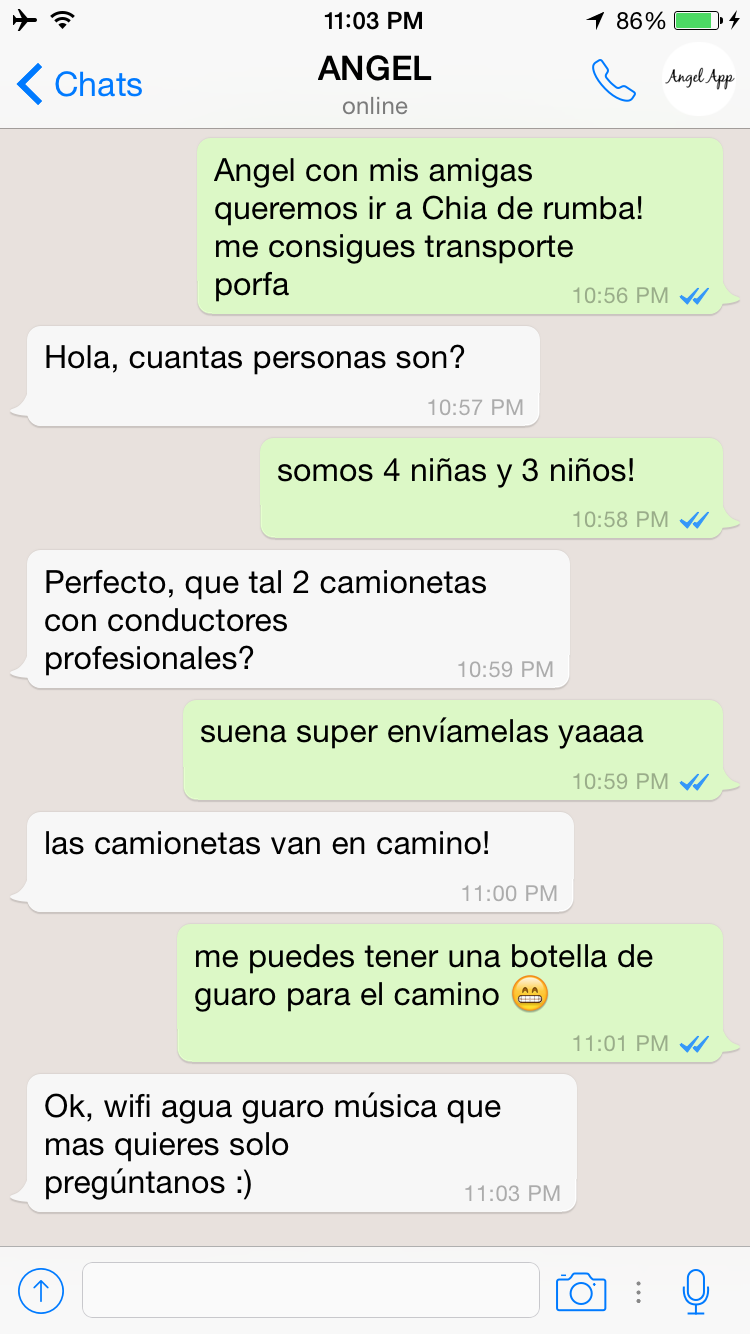 11:03 PM
86%
Chats
ANGEL
online
Angel App
Angel con mis amigas
queremos ir a Chia de rumba!
me consigues transporte
porfa
10:56 PM
Hola, cuantas personas son?
10:57 PM
somos 4 niñas y 3 niños!
10:58 PM
Perfecto, que tal 2 camionetas
con conductores
profesionales?
10:59 PM
suena super envíamelas yaaaa
10:59 PM
las camionetas van en camino!
11:00 PM
me puedes tener una botella de
guaro para el camino 😁
11:01 PM
Ok, wifi agua guaro música que
mas quieres solo
pregúntanos :)
11:03 PM